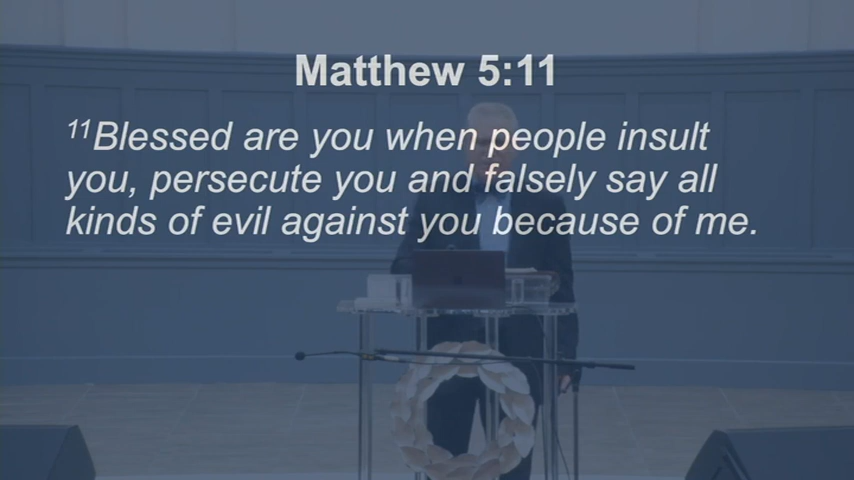 Matthew 5:11
11Blessed are you when people insult
you, persecute you and falsely say all
kinds of evil against you because of me.